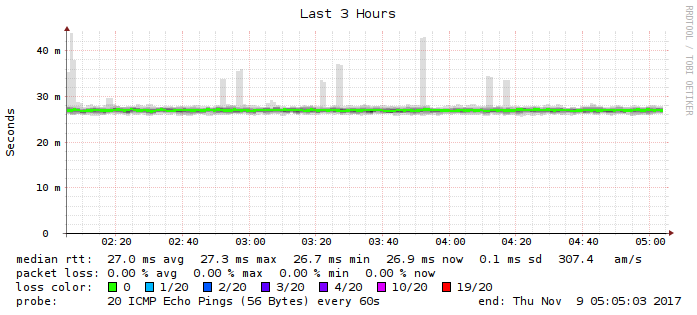 Last 3 Hours
RRDTOOL / TOBI OETIKER
Seconds
40 m
30 m
20 m
10 m
0
02:20 02:40 03:00 03:20 03:40 04:00 04:20 04:40 05:00
median rtt: 27.0 ms avg 27.3 ms max 26.7 ms min 26.9 ms now 0.1 ms sd 307.4 am/s
packet loss: 0.00 % avg 0.00 % max 0.00 % min 0.00 % now
loss color: 0 1/20 2/20 3/20 4/20 10/20 19/20
probe: 20 ICMP Echo Pings (56 Bytes) every 60s end: Thu Nov 9 05:05:03 2017